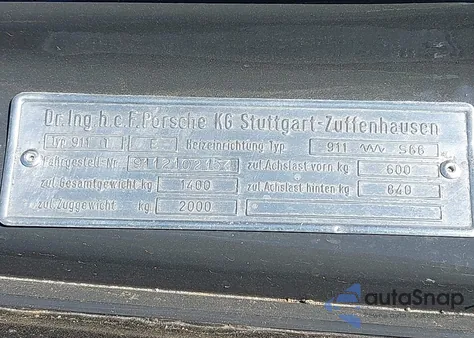 Dr. Ing. h. c. F. Porsche KG Stuttgart-Zuffenhausen
Typ 911 T E Heizeinrichtung Typ 911 S66
Fahrgestell-Nr. zul Achslast vorn kg 600
zul Gesamtgewicht kg 1400 zul Achslast hinten kg 840
zul Zuggewicht kg 2000
autoSnap